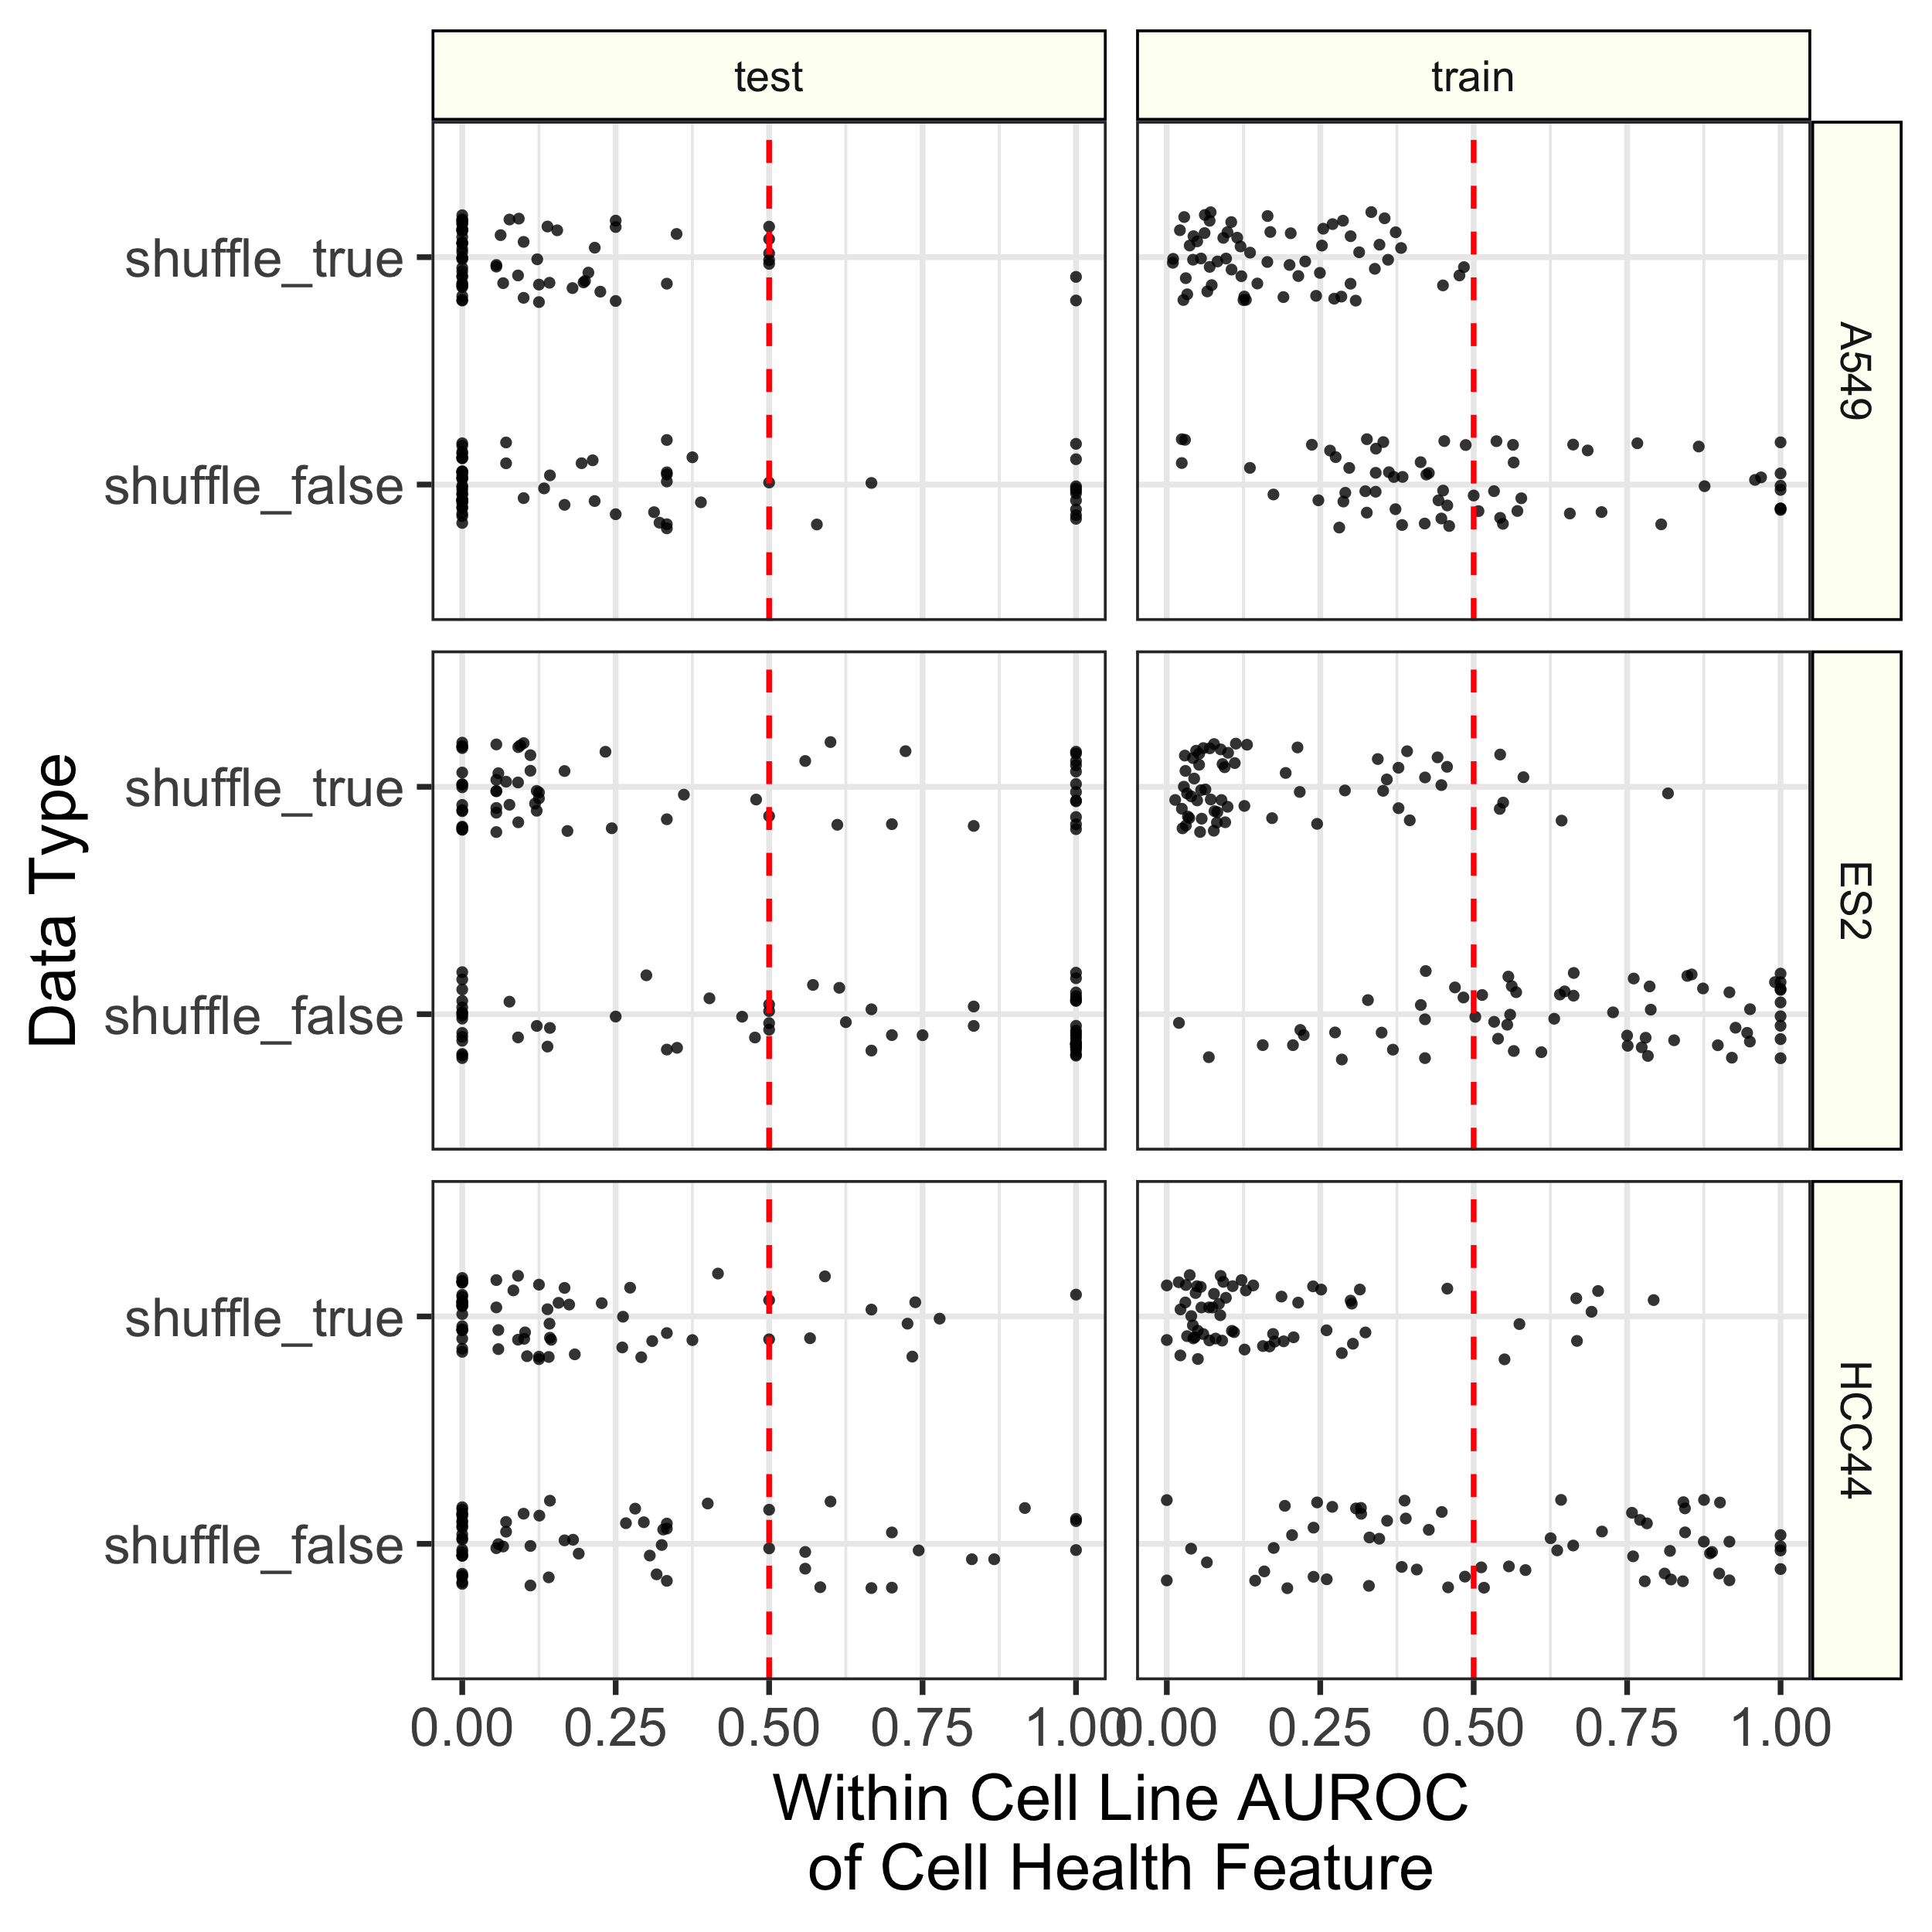 test
train
shuffle_true
shuffle_false
A549
shuffle_true
shuffle_false
ES2
shuffle_true
shuffle_false
HCC44
Data Type
0.00 0.25 0.50 0.75 1.00 0.00 0.25 0.50 0.75 1.00
Within Cell Line AUROC
of Cell Health Feature